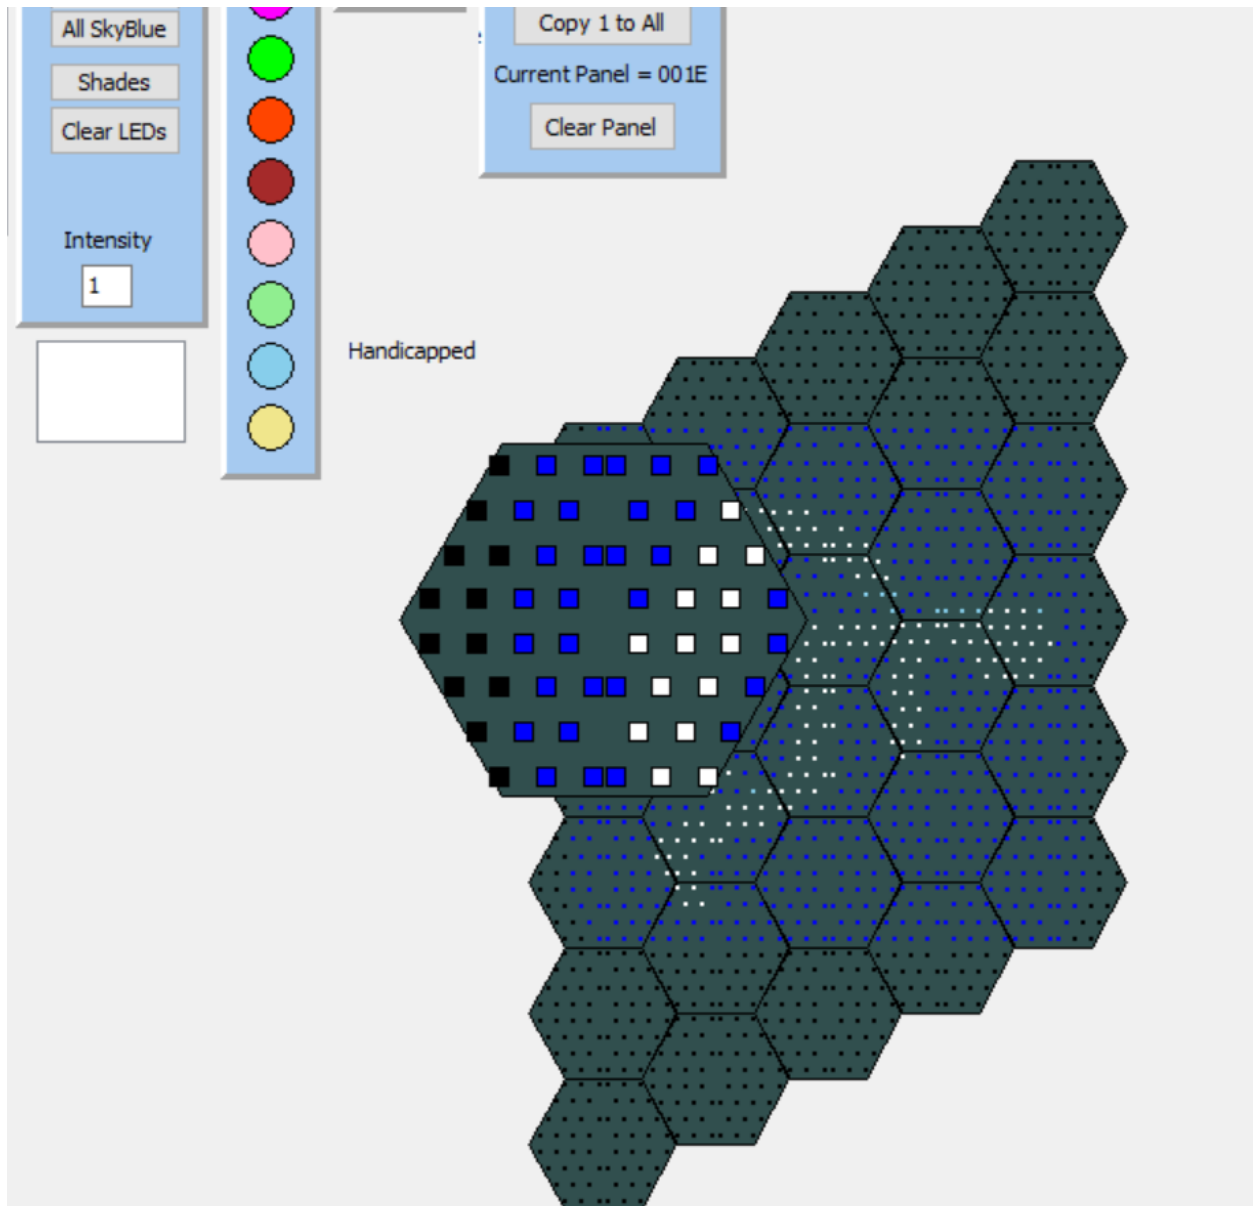 All SkyBlue
Shades
Clear LEDs
Intensity
1
Copy 1 to All
Current Panel = 001E
Clear Panel
Handicapped